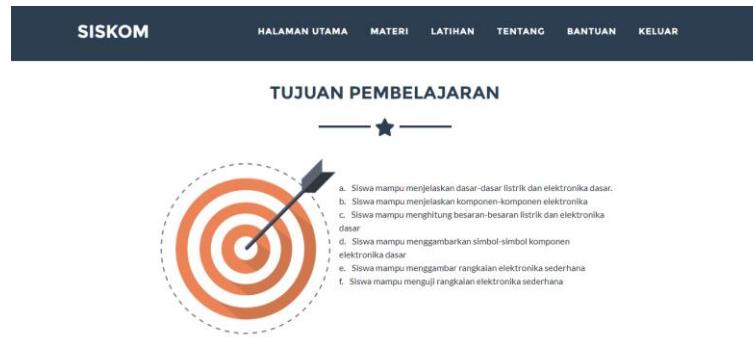 SISKOM
HALAMAN UTAMA MATERI LATIHAN TENTANG BANTUAN KELUAR
TUJUAN PEMBELAJARAN
a. Siswa mampu menjelaskan dasar-dasar listrik dan elektronika dasar.
b. Siswa mampu menjelaskan komponen-komponen elektronika
c. Siswa mampu menghitung besaran-besaran listrik dan elektronika
dasar
d. Siswa mampu menggambarkan simbol-simbol komponen
elektronika dasar
e. Siswa mampu menggambar rangkaian elektronika sederhana
f. Siswa mampu menguji rangkaian elektronika sederhana